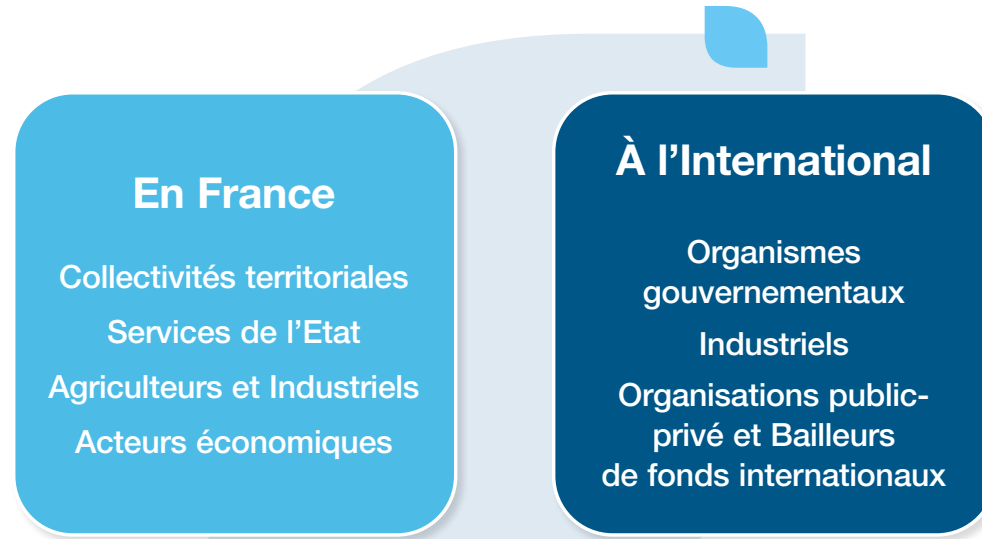 En France
Collectivités territoriales
Services de l’Etat
Agriculteurs et Industriels
Acteurs économiques
À l’International
Organismes
gouvernementaux
Industriels
Organisations public-
privé et Bailleurs
de fonds internationaux